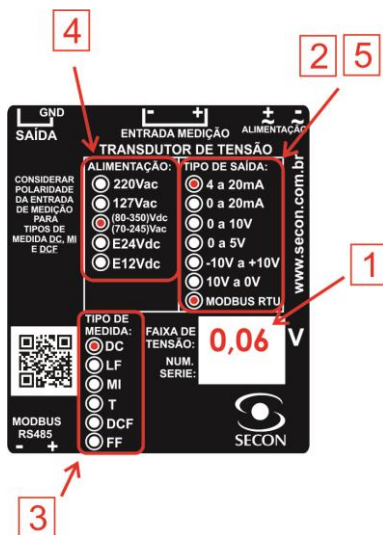 4
2 5
GND
SAÍDA
- +
ENTRADA MEDIÇÃO
± -
~ ~
ALIMENTAÇÃO
TRANSDUTOR DE TENSÃO
CONSIDERAR
POLARIDADE
DA ENTRADA
DE MEDIÇÃO
PARA
TIPOS DE
MEDIDA DC, MI
E DCF
ALIMENTAÇÃO:
220Vac
127Vac
(80-350)Vdc
(70-245)Vac
E24Vdc
E12Vdc
TIPO DE SAÍDA:
4 a 20mA
0 a 20mA
0 a 10V
0 a 5V
-10V a +10V
10V a 0V
MODBUS RTU
www.secon.com.br
1
TIPO DE
MEDIDA:
DC
LF
MI
T
DCF
FF
FAIXA DE
TENSÃO:
0,06 V
NUM.
SERIE:
SECON
MODBUS
RS485
- +
3